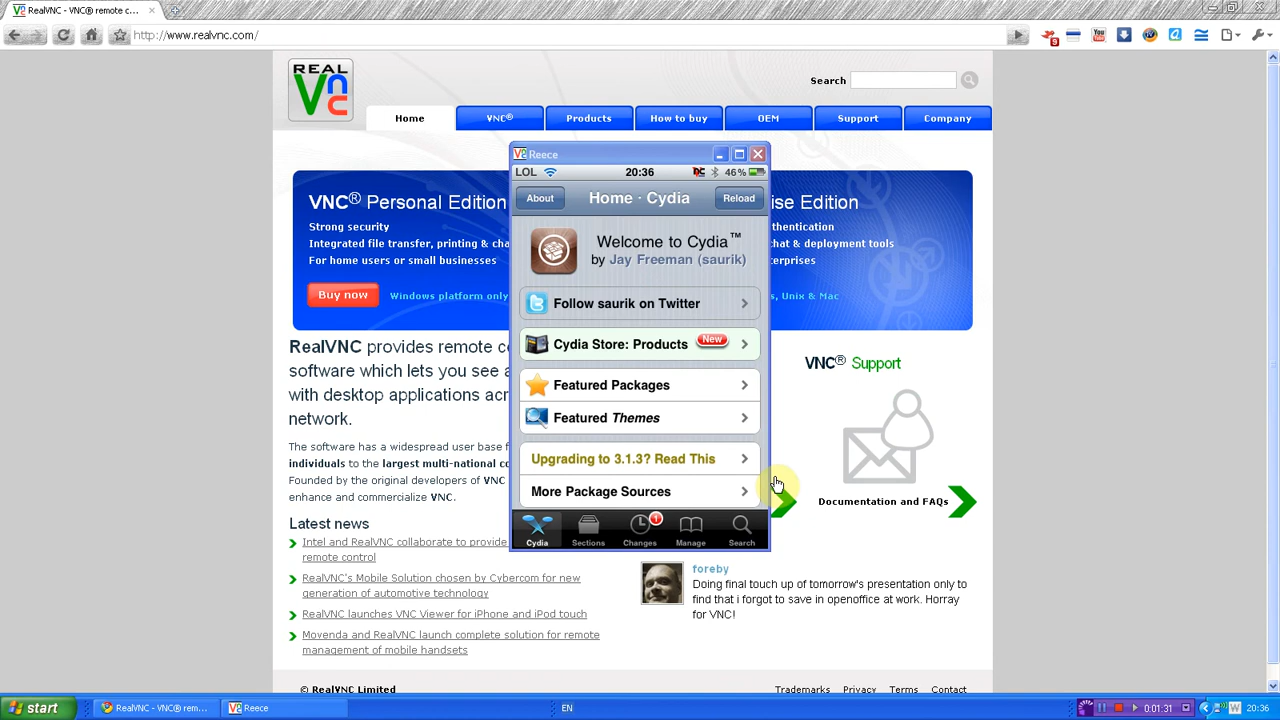 RealVNC - VNC® remote c...
http://www.realvnc.com/
9
You
REAL
Vnc
Search
Home
VNC®
Products
How to buy
OEM
Support
Company
VNC® Personal Edition
Strong security
Integrated file transfer, printing & cha
For home users or small businesses
Buy now
Windows platform only
ise Edition
thentication
chat & deployment tools
erprises
s, Unix & Mac
Reece
LOL
20:36
46%
About
Home · Cydia
Reload
Welcome to Cydia™
by Jay Freeman (saurik)
Follow saurik on Twitter
Cydia Store: Products
New
Featured Packages
Featured Themes
Upgrading to 3.1.3? Read This
More Package Sources
Cydia
Sections
Changes
1
Manage
Search
RealVNC provides remote co
software which lets you see a
with desktop applications acr
network.
The software has a widespread user base f
individuals to the largest multi-national co
Founded by the original developers of VNC
enhance and commercialize VNC.
VNC® Support
Documentation and FAQs
Latest news
Intel and RealVNC collaborate to provide
remote control
RealVNC's Mobile Solution chosen by Cybercom for new
generation of automotive technology
RealVNC launches VNC Viewer for iPhone and iPod touch
Movenda and RealVNC launch complete solution for remote
management of mobile handsets
foreby
Doing final touch up of tomorrow's presentation only to
find that i forgot to save in openoffice at work. Horray
for VNC!
© RealVNC Limited
Trademarks
Privacy
Terms
Contact
start
RealVNC - VNC® rem...
Reece
EN
0:01:31
20:36